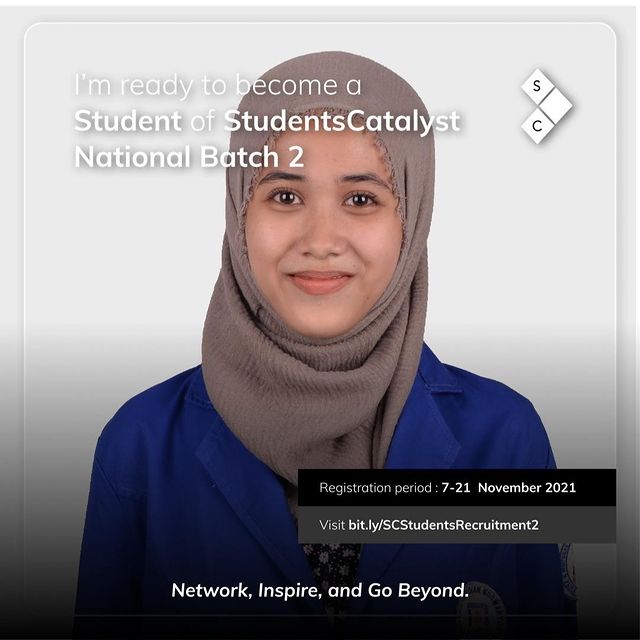 I'm ready to become a
Student of StudentsCatalyst
National Batch 2
S
C
Registration period : 7-21 November 2021
Visit bit.ly/SCStudentsRecruitment2
Network, Inspire, and Go Beyond.